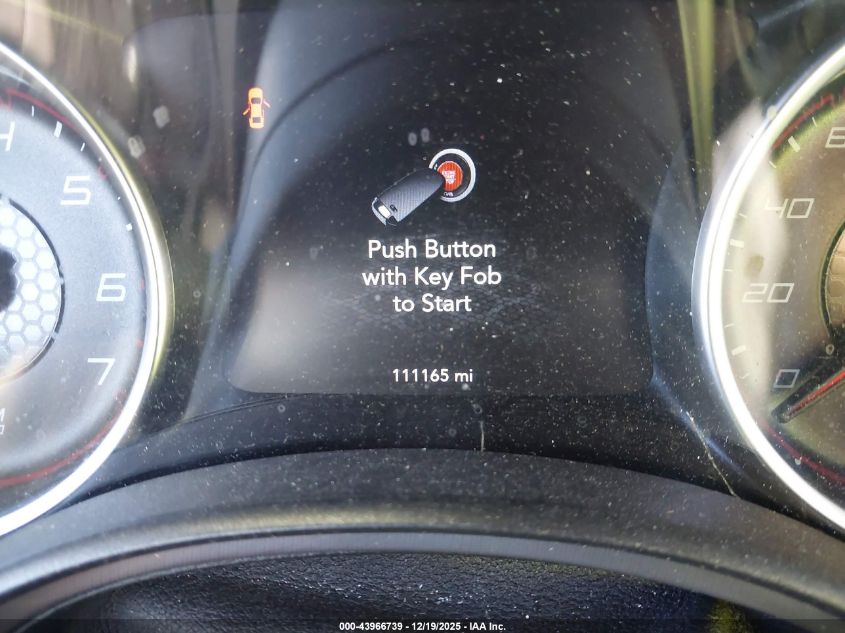 H
5
6
7
Push Button
with Key Fob
to Start
111165 mi
40
20
0
000-43966739 - 12/19/2025 - IAA Inc.